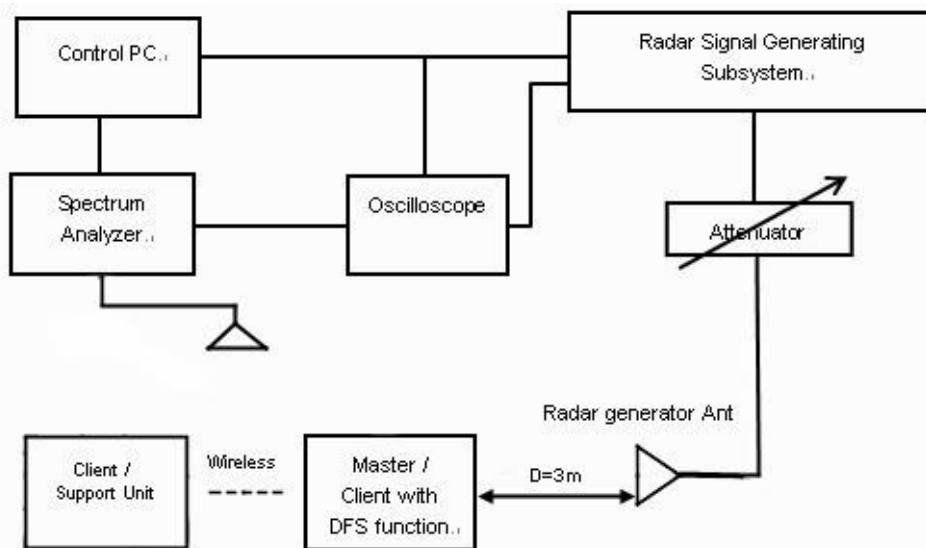 Control PC.
Radar Signal Generating
Subsystem.
Spectrum
Analyzer.
Oscilloscope
Attenuator
Radar generator Ant
Client /
Support Unit
Wireless
Master /
Client with
DFS function.
D=3m